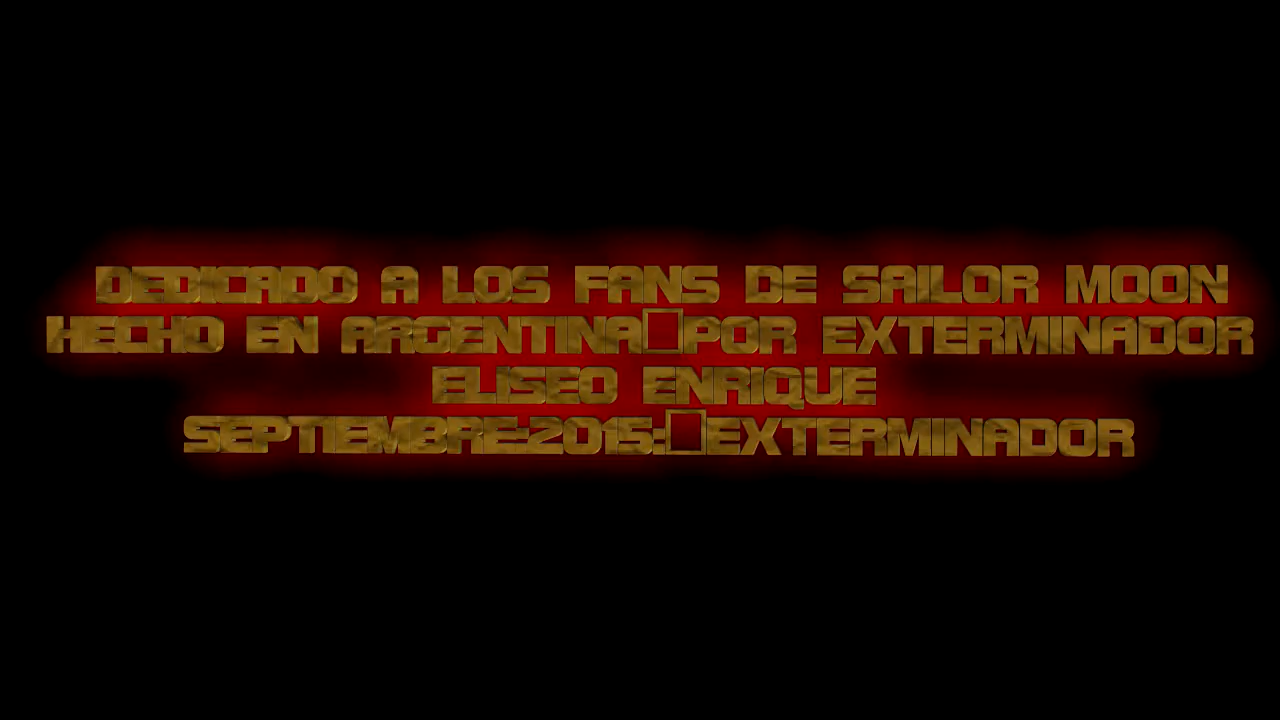 DEDICADO A LOS FANS DE SAILOR MOON
HECHO EN ARGENTINA□POR EXTERMINADOR
ELISEO ENRIQUE
SEPTIEMBRE:2015:□EXTERMINADOR